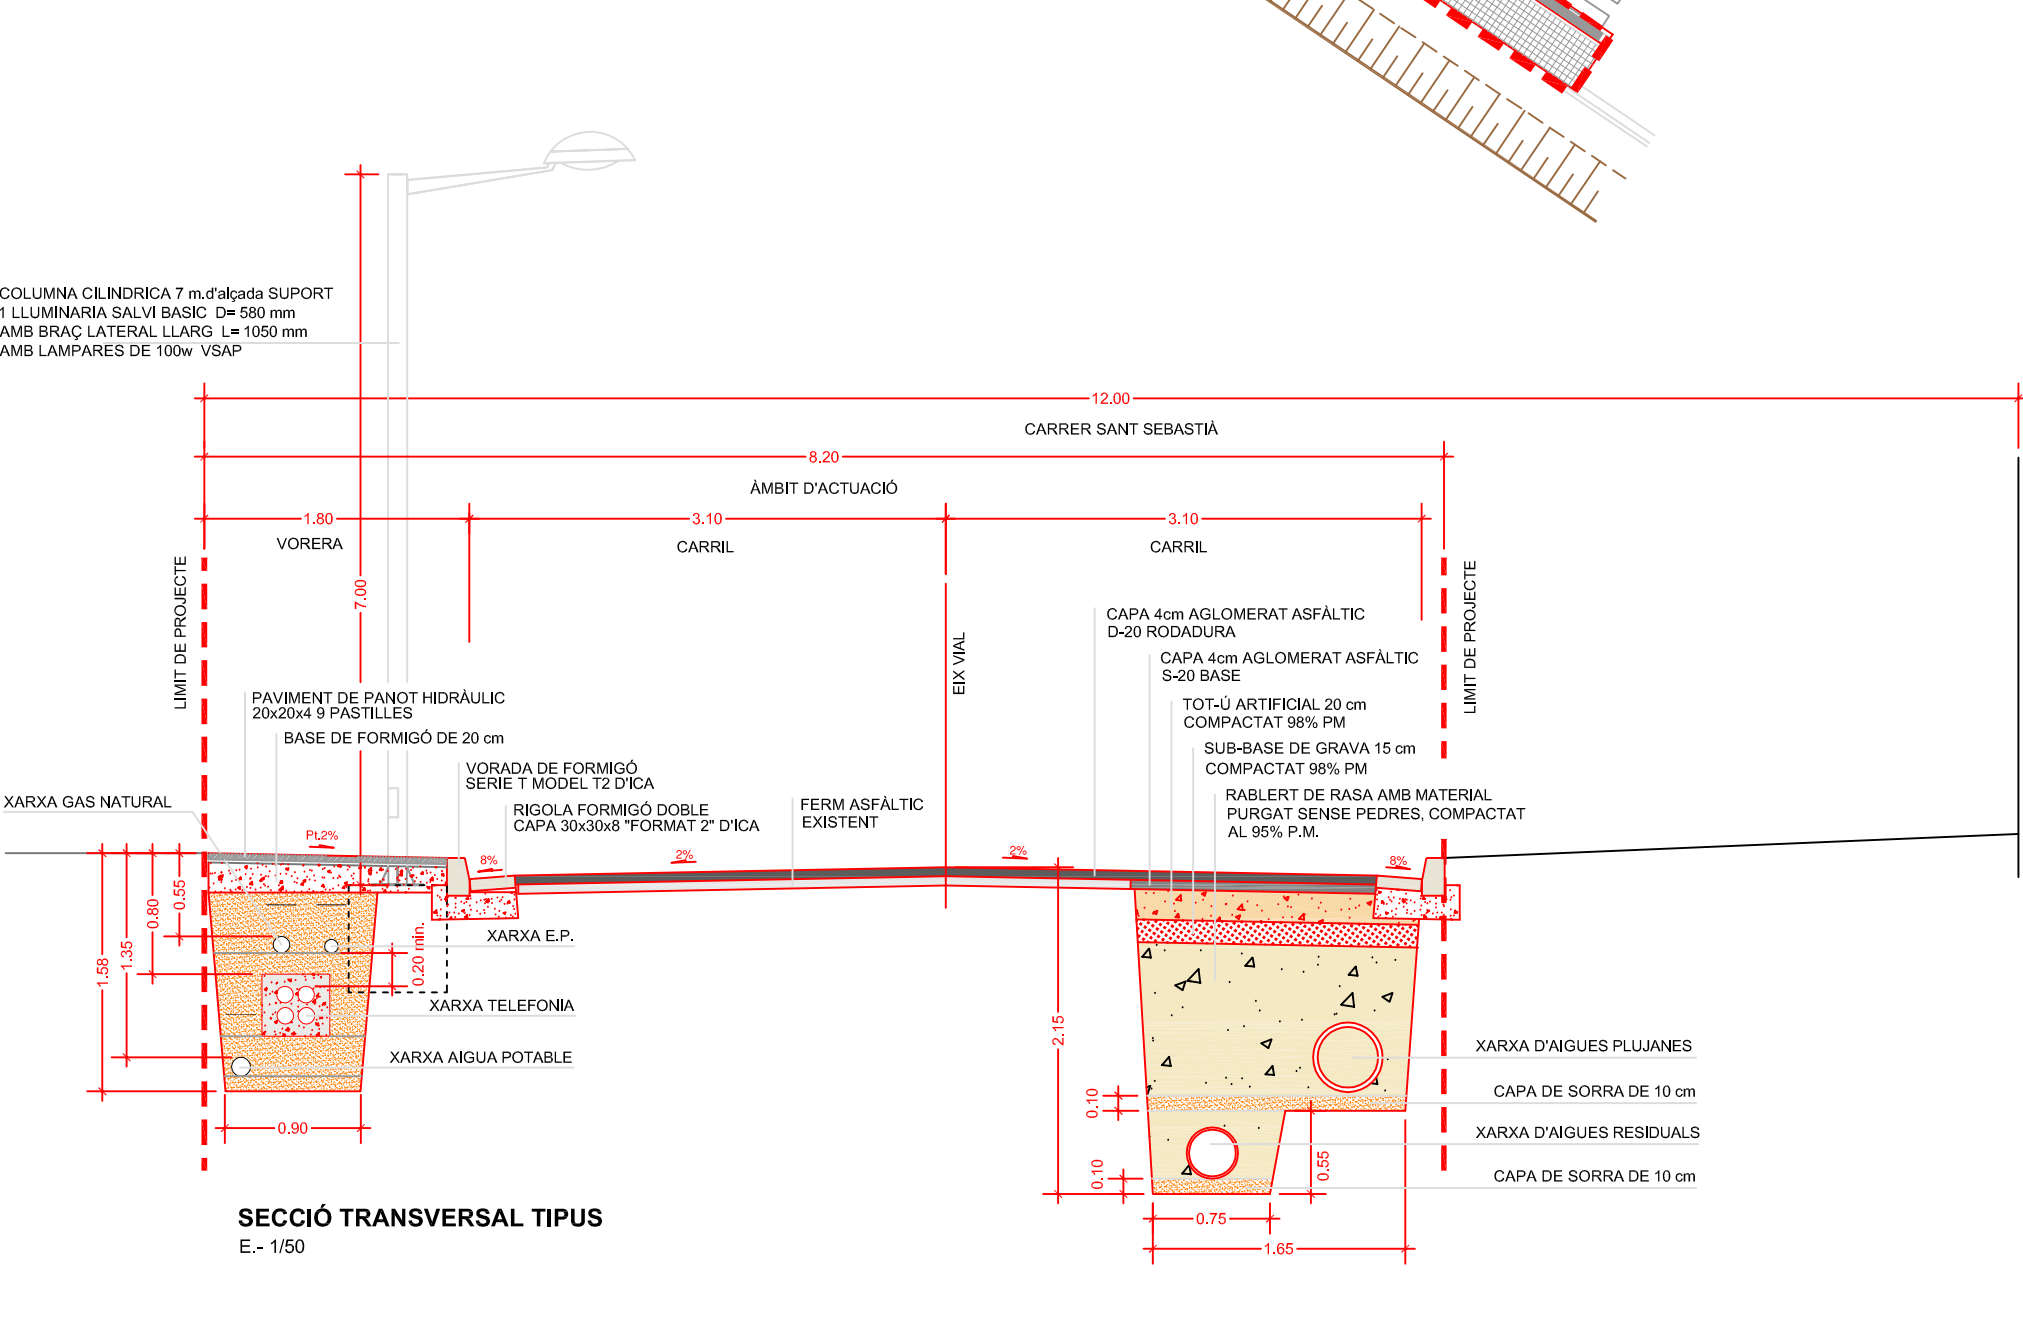 COLUMNA CILINDRICA 7 m.d'alçada SUPORT
1 LLUMINARIA SALVI BASIC D= 580 mm
AMB BRAÇ LATERAL LLARG L= 1050 mm
AMB LAMPARES DE 100w VSAP
12.00
CARRER SANT SEBASTIÀ
8.20
ÀMBIT D'ACTUACIÓ
1.80
3.10
3.10
VORERA
CARRIL
CARRIL
7.00
LIMIT DE PROJECTE
EIX VIAL
LIMIT DE PROJECTE
CAPA 4cm AGLOMERAT ASFÀLTIC
D-20 RODADURA
CAPA 4cm AGLOMERAT ASFÀLTIC
S-20 BASE
TOT-Ú ARTIFICIAL 20 cm
COMPACTAT 98% PM
SUB-BASE DE GRAVA 15 cm
COMPACTAT 98% PM
RABLERT DE RASA AMB MATERIAL
PURGAT SENSE PEDRES, COMPACTAT
AL 95% P.M.
PAVIMENT DE PANOT HIDRÀULIC
20x20x4 9 PASTILLES
BASE DE FORMIGÓ DE 20 cm
VORADA DE FORMIGÓ
SERIE T MODEL T2 D'ICA
RIGOLA FORMIGÓ DOBLE
CAPA 30x30x8 "FORMAT 2" D'ICA
FERM ASFÀLTIC
EXISTENT
XARXA GAS NATURAL
Pt.2%
8%
2%
2%
8%
0.55
0.80
1.35
1.58
0.20 min.
XARXA E.P.
XARXA TELEFONIA
XARXA AIGUA POTABLE
0.90
2.15
0.10
0.10
0.55
XARXA D'AIGUES PLUJANES
CAPA DE SORRA DE 10 cm
XARXA D'AIGUES RESIDUALS
CAPA DE SORRA DE 10 cm
0.75
1.65
SECCIÓ TRANSVERSAL TIPUS
E.- 1/50